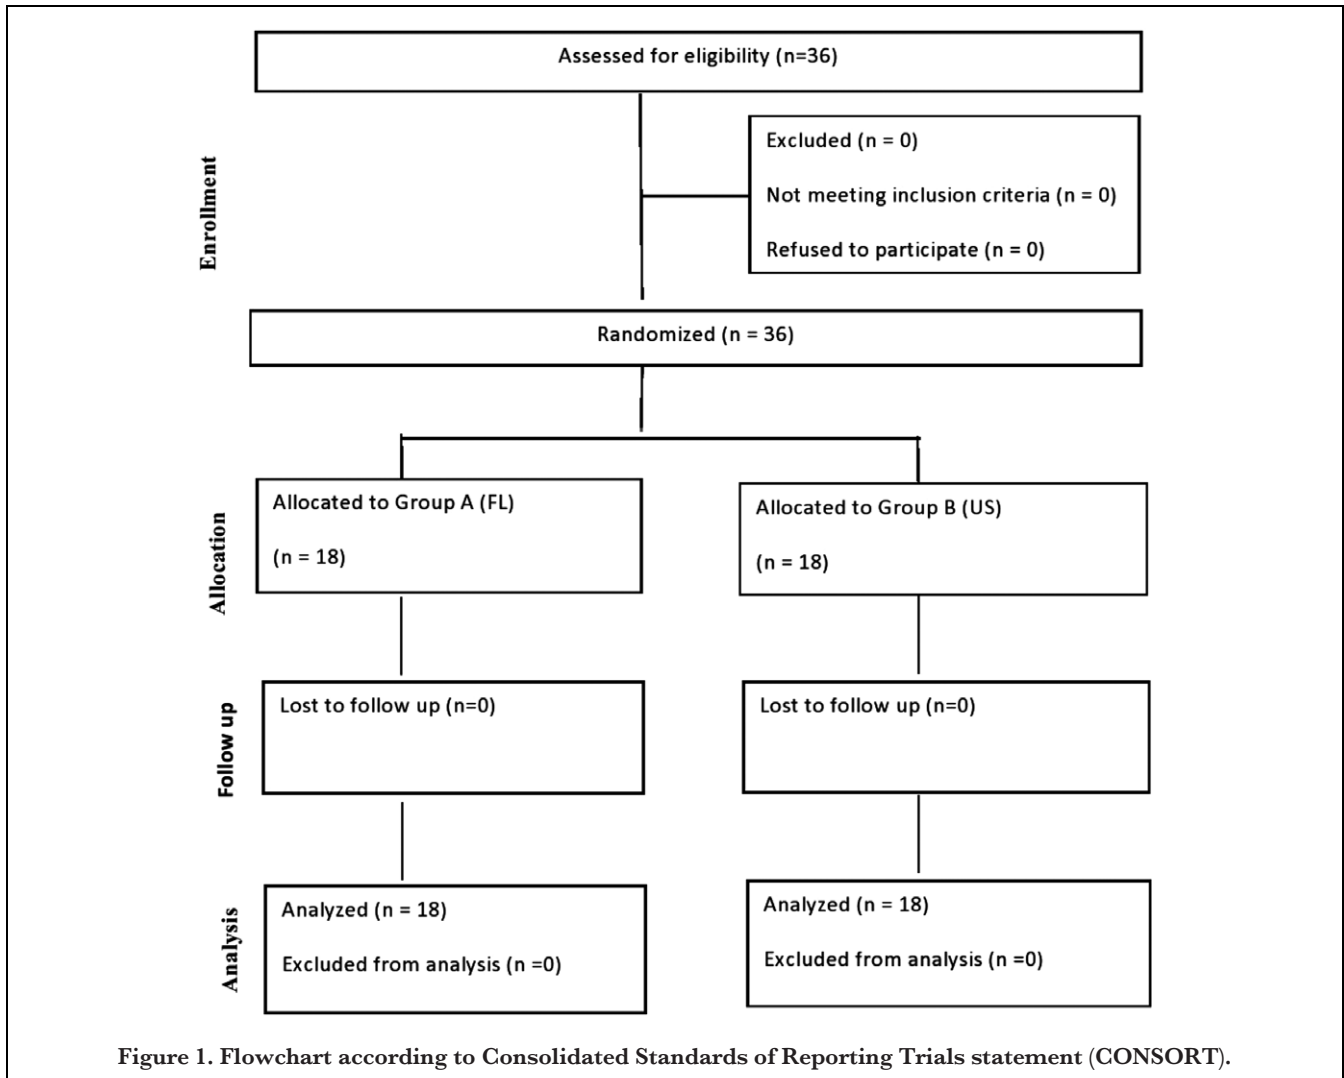 Assessed for eligibility (n=36)
Enrollment
Excluded (n = 0)
Not meeting inclusion criteria (n = 0)
Refused to participate (n = 0)
Randomized (n = 36)
Allocation
Allocated to Group A (FL)
(n = 18)
Allocated to Group B (US)
(n = 18)
Follow up
Lost to follow up (n=0)
Lost to follow up (n=0)
Analysis
Analyzed (n = 18)
Excluded from analysis (n =0)
Analyzed (n = 18)
Excluded from analysis (n =0)
Figure 1. Flowchart according to Consolidated Standards of Reporting Trials statement (CONSORT).